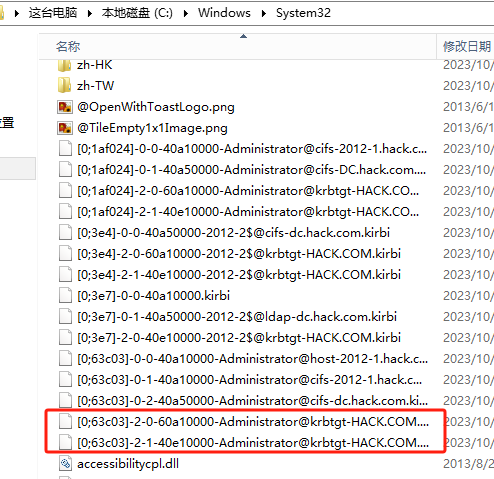 这台电脑 ▸ 本地磁盘 (C:) ▸ Windows ▸ System32
名称 修改日期
zh-HK 2023/10/
zh-TW 2023/10/
@OpenWithToastLogo.png 2013/6/1
@TileEmpty1x1Image.png 2013/6/1
[0;1af024]-0-0-40a10000-Administrator@cifs-2012-1.hack.c... 2023/10/
[0;1af024]-0-1-40a50000-Administrator@cifs-DC.hack.com.... 2023/10/
[0;1af024]-2-0-60a10000-Administrator@krbtgt-HACK.CO... 2023/10/
[0;1af024]-2-1-40e10000-Administrator@krbtgt-HACK.CO... 2023/10/
[0;3e4]-0-0-40a50000-2012-2$@cifs-dc.hack.com.kirbi 2023/10/
[0;3e4]-2-0-60a10000-2012-2$@krbtgt-HACK.COM.kirbi 2023/10/
[0;3e4]-2-1-40e10000-2012-2$@krbtgt-HACK.COM.kirbi 2023/10/
[0;3e7]-0-0-40a10000.kirbi 2023/10/
置
[0;3e7]-0-1-40a50000-2012-2$@ldap-dc.hack.com.kirbi 2023/10/
[0;3e7]-2-0-40e10000-2012-2$@krbtgt-HACK.COM.kirbi 2023/10/
[0;63c03]-0-0-40a10000-Administrator@host-2012-1.hack.c... 2023/10/
[0;63c03]-0-1-40a10000-Administrator@cifs-2012-1.hack.c... 2023/10/
[0;63c03]-0-2-40a50000-Administrator@cifs-dc.hack.com.ki... 2023/10/
[0;63c03]-2-0-60a10000-Administrator@krbtgt-HACK.COM.... 2023/10/
[0;63c03]-2-1-40e10000-Administrator@krbtgt-HACK.COM.... 2023/10/
accessibilitycpl.dll 2013/8/2